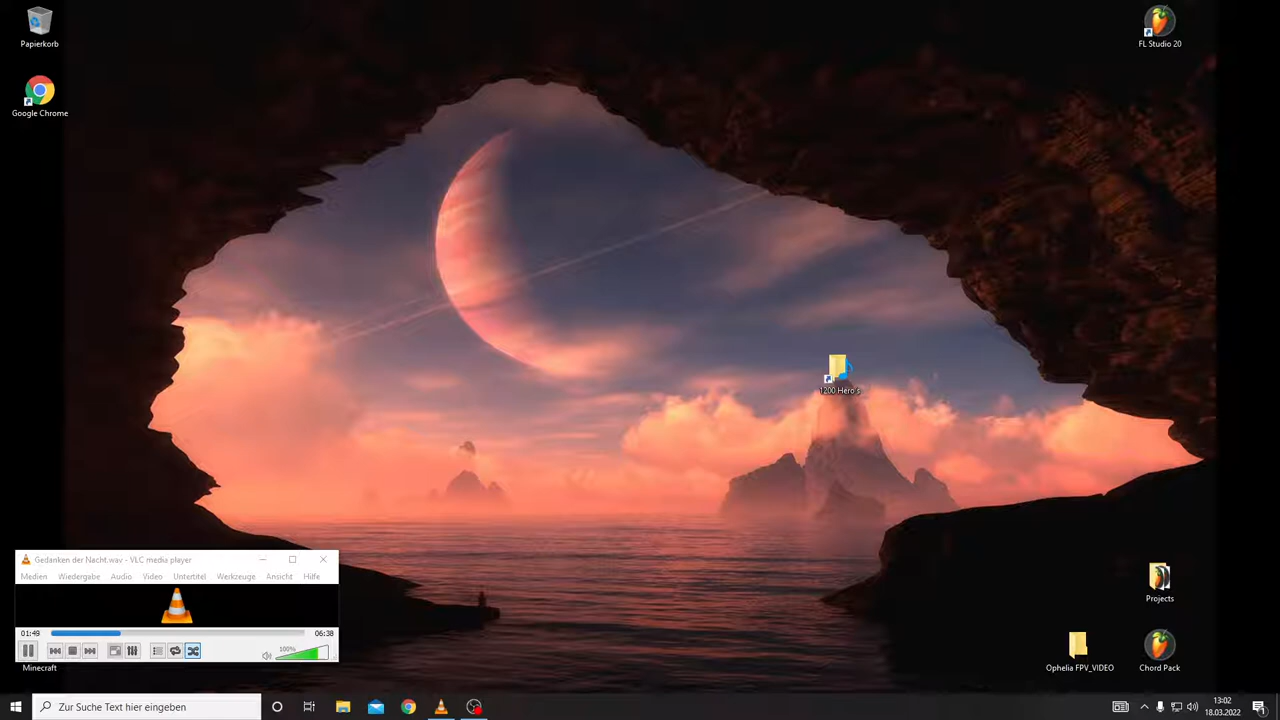 Papierkorb
FL Studio 20
Google Chrome
1200 Hero's
Gedanken der Nacht.wav - VLC media player
Medien Wiedergabe Audio Video Untertitel Werkzeuge Ansicht Hilfe
01:49 06:38
100%
Minecraft
Projects
Ophelia FPV_VIDEO
Chord Pack
Zur Suche Text hier eingeben
13:02
18.03.2022
1